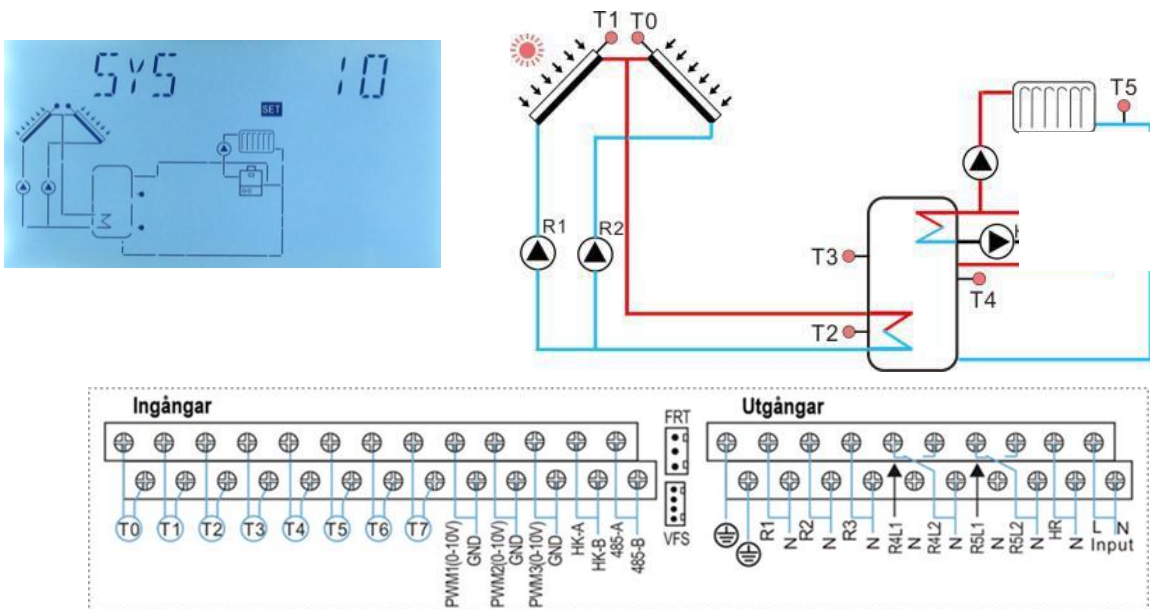 SYS 10
SET
T1 T0
T5
R1
R2
T3
T4
T2
Ingångar
Utgångar
FRT
VFS
T0 T1 T2 T3 T4 T5 T6 T7
PWM1(0-10V)
GND
PWM2(0-10V)
GND
PWM3(0-10V)
GND
HK-A
HK-B
485-A
485-B
R1
N
R2
N
R3
N
R4L1
N
R4L2
N
R5L1
N
R5L2
N
HR
N
L N
Input